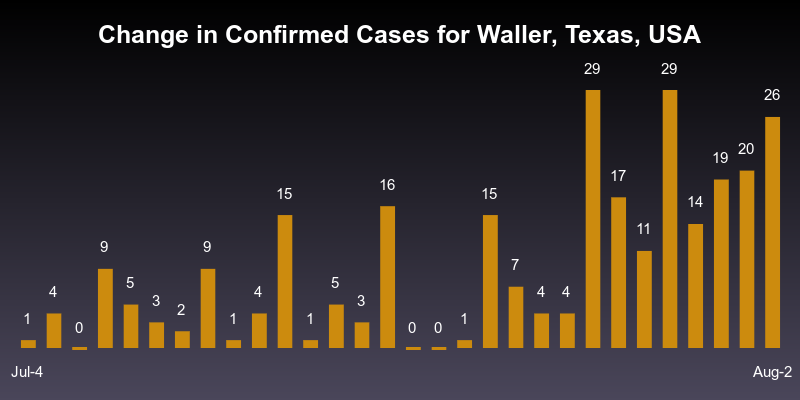 Change in Confirmed Cases for Waller, Texas, USA
1 4 0 9 5 3 2 9 1 4 15 1 5 3 16 0 0 1 15 7 4 4 29 17 11 29 14 19 20 26
Jul-4 Aug-2